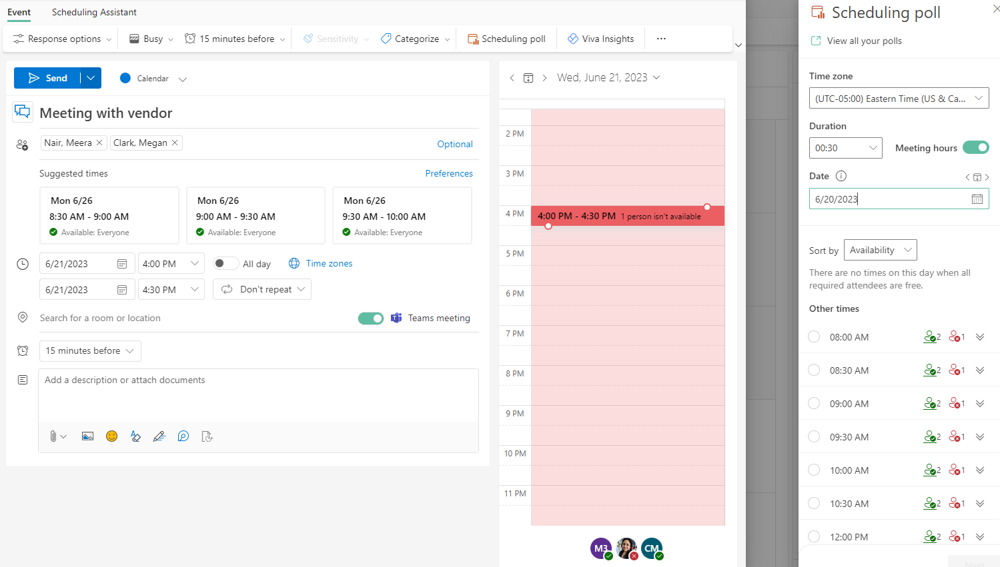 Event
Scheduling Assistant
Response options
Busy
15 minutes before
Sensitivity
Categorize
Scheduling poll
Viva Insights
Send
Calendar
Meeting with vendor
Nair, Meera
Clark, Megan
Optional
Suggested times
Preferences
Mon 6/26
8:30 AM - 9:00 AM
Available: Everyone
Mon 6/26
9:00 AM - 9:30 AM
Available: Everyone
Mon 6/26
9:30 AM - 10:00 AM
Available: Everyone
6/21/2023
4:00 PM
All day
Time zones
6/21/2023
4:30 PM
Don't repeat
Search for a room or location
Teams meeting
15 minutes before
Add a description or attach documents
Wed, June 21, 2023
2 PM
3 PM
4 PM
4:00 PM - 4:30 PM 1 person isn't available
5 PM
6 PM
7 PM
8 PM
9 PM
10 PM
11 PM
M3
CM
Scheduling poll
View all your polls
Time zone
(UTC-05:00) Eastern Time (US & Ca...
Duration
00:30
Meeting hours
Date
6/20/2023
Sort by
Availability
There are no times on this day when all
required attendees are free.
Other times
08:00 AM 2 1
08:30 AM 2 1
09:00 AM 2 1
09:30 AM 2 1
10:00 AM 2 1
10:30 AM 2 1
12:00 PM 2 1
Next